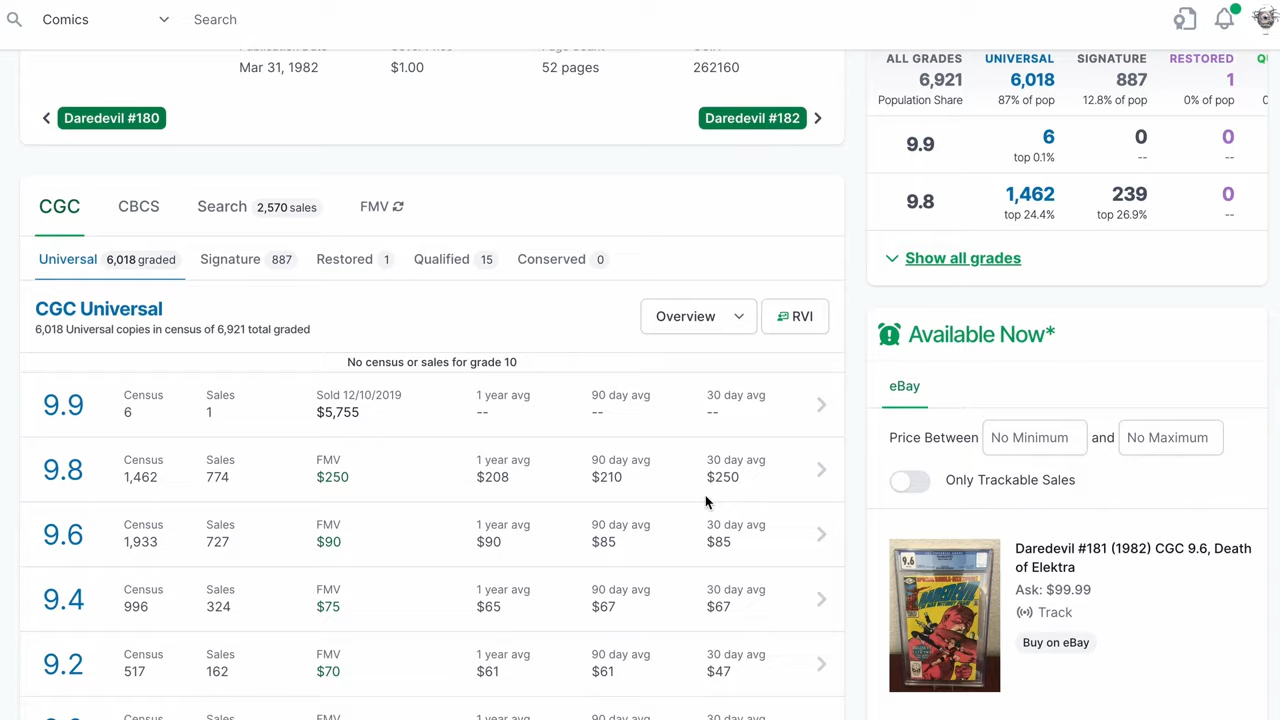 Comics
Search
Mar 31, 1982
$1.00
52 pages
262160
Daredevil #180
Daredevil #182
CGC
CBCS
Search 2,570 sales
FMV
Universal 6,018 graded
Signature 887
Restored 1
Qualified 15
Conserved 0
CGC Universal
6,018 Universal copies in census of 6,921 total graded
Overview
RVI
No census or sales for grade 10
9.9
Census
6
Sales
1
Sold 12/10/2019
$5,755
1 year avg
--
90 day avg
--
30 day avg
--
9.8
Census
1,462
Sales
774
FMV
$250
1 year avg
$208
90 day avg
$210
30 day avg
$250
9.6
Census
1,933
Sales
727
FMV
$90
1 year avg
$90
90 day avg
$85
30 day avg
$85
9.4
Census
996
Sales
324
FMV
$75
1 year avg
$65
90 day avg
$67
30 day avg
$67
9.2
Census
517
Sales
162
FMV
$70
1 year avg
$61
90 day avg
$61
30 day avg
$47
ALL GRADES
6,921
Population Share
UNIVERSAL
6,018
87% of pop
SIGNATURE
887
12.8% of pop
RESTORED
1
0% of pop
9.9
6
top 0.1%
0
--
0
--
9.8
1,462
top 24.4%
239
top 26.9%
0
--
Show all grades
Available Now*
eBay
Price Between No Minimum and No Maximum
Only Trackable Sales
9.6
DAREDEVIL
Daredevil #181 (1982) CGC 9.6, Death
of Elektra
Ask: $99.99
Track
Buy on eBay